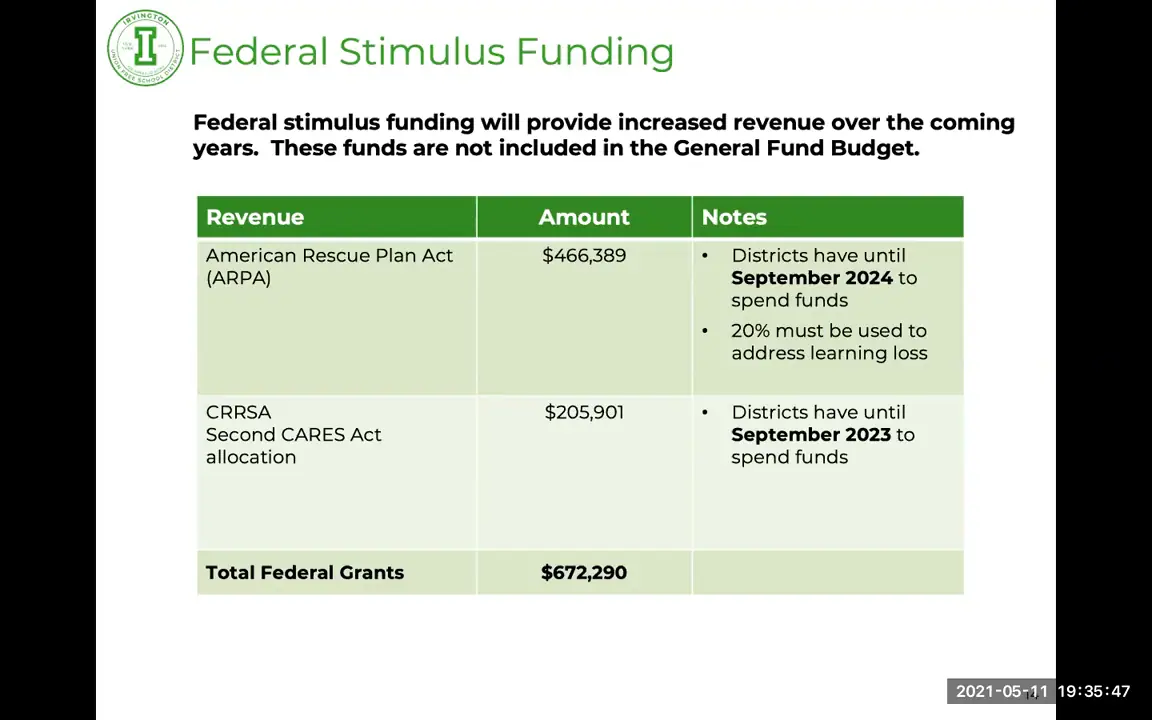 IRVINGTON
UNION FREE SCHOOL DISTRICT
Federal Stimulus Funding
Federal stimulus funding will provide increased revenue over the coming
years. These funds are not included in the General Fund Budget.
Revenue
Amount
Notes
American Rescue Plan Act
(ARPA)
$466,389
• Districts have until
September 2024 to
spend funds
• 20% must be used to
address learning loss
CRRSA
Second CARES Act
allocation
$205,901
• Districts have until
September 2023 to
spend funds
Total Federal Grants
$672,290
2021-05-11 19:35:47